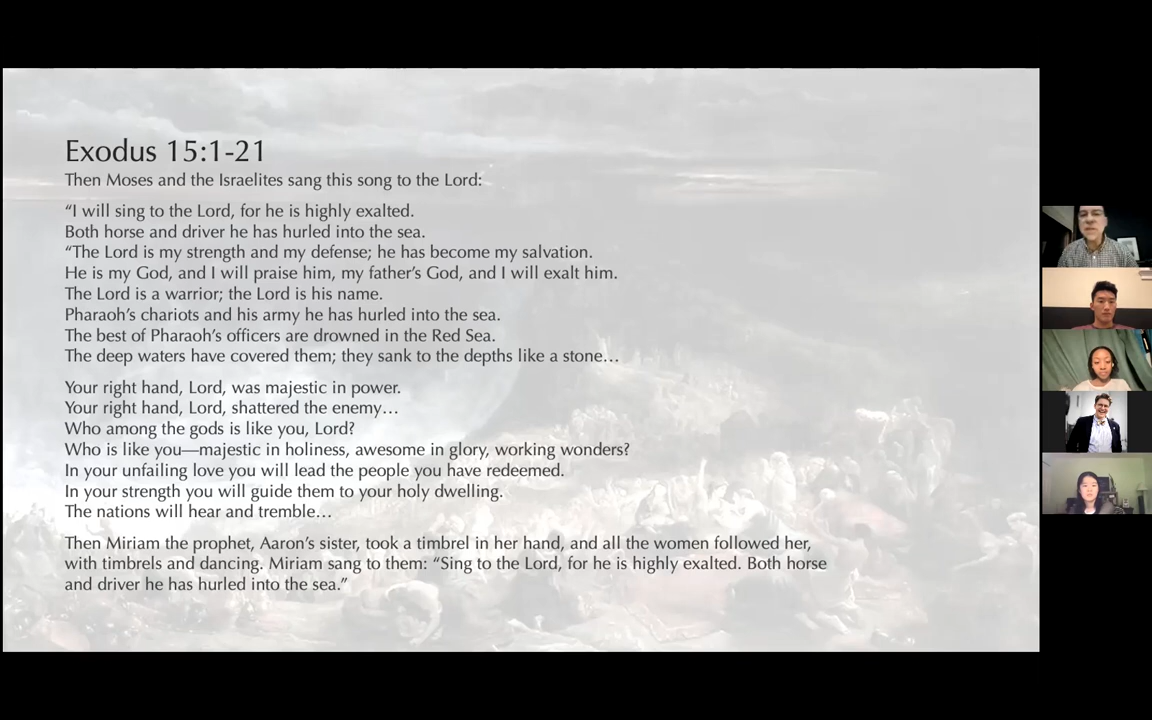 Exodus 15:1-21
Then Moses and the Israelites sang this song to the Lord:
“I will sing to the Lord, for he is highly exalted.
Both horse and driver he has hurled into the sea.
“The Lord is my strength and my defense; he has become my salvation.
He is my God, and I will praise him, my father’s God, and I will exalt him.
The Lord is a warrior; the Lord is his name.
Pharaoh’s chariots and his army he has hurled into the sea.
The best of Pharaoh’s officers are drowned in the Red Sea.
The deep waters have covered them; they sank to the depths like a stone…
Your right hand, Lord, was majestic in power.
Your right hand, Lord, shattered the enemy…
Who among the gods is like you, Lord?
Who is like you—majestic in holiness, awesome in glory, working wonders?
In your unfailing love you will lead the people you have redeemed.
In your strength you will guide them to your holy dwelling.
The nations will hear and tremble…
Then Miriam the prophet, Aaron’s sister, took a timbrel in her hand, and all the women followed her,
with timbrels and dancing. Miriam sang to them: “Sing to the Lord, for he is highly exalted. Both horse
and driver he has hurled into the sea.”